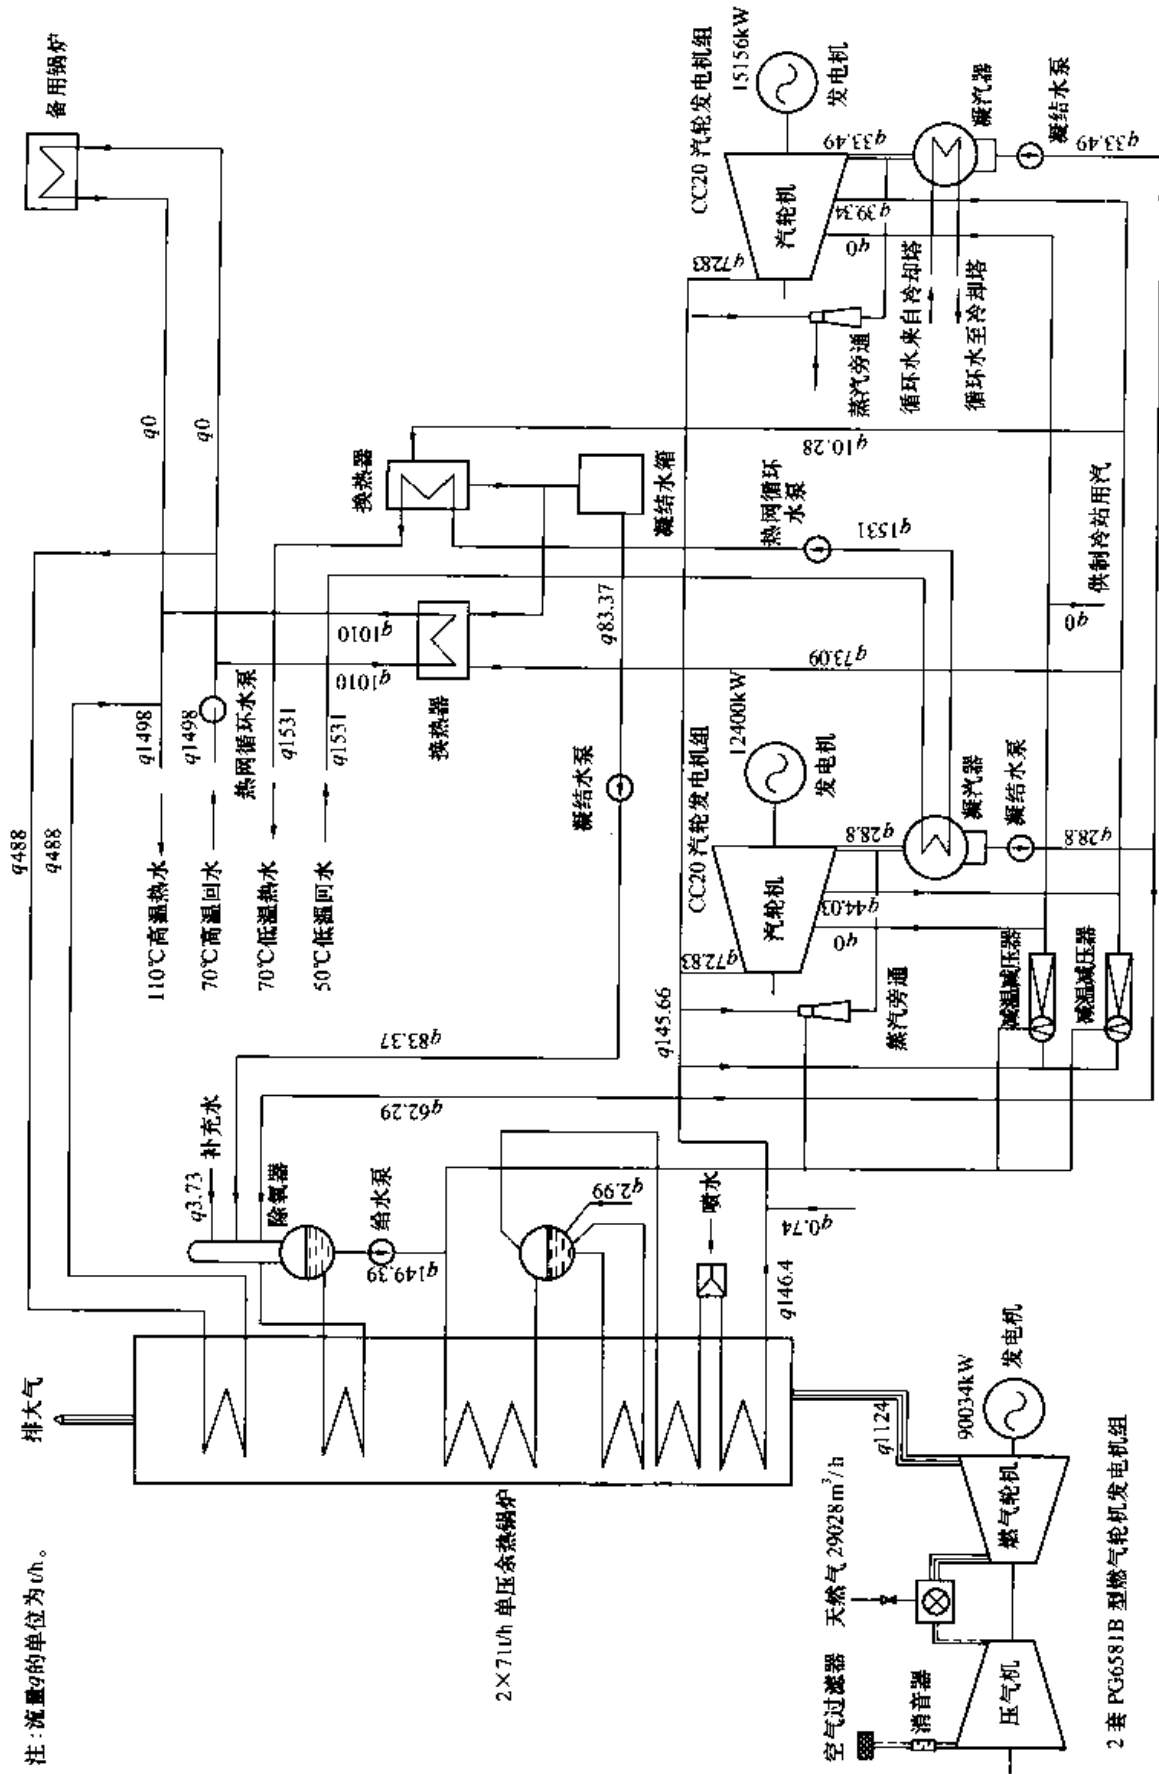 注：流量q的单位为t/h。
排大气
2×71t/h 单压余热锅炉
空气过滤器
消音器
天然气 29028m³/h
压气机
燃气轮机
90034kW
发电机
2 套 PG6581B 型燃气轮机发电机组
q1124
q146.4
q0.74
喷水
q2.99
q149.39
给水泵
除氧器
q3.73
补充水
q62.29
q83.37
q145.66
q488
q488
110℃高温热水
70℃高温回水
70℃低温热水
50℃低温回水
q1498
q1498
热网循环水泵
q1531
q1531
q1010
q1010
换热器
换热器
凝结水泵
q83.37
凝结水箱
q0
q0
备用锅炉
q72.83
蒸汽旁通
汽轮机
CC20 汽轮发电机组
12400kW
发电机
q0
q44.03
q28.8
凝汽器
凝结水泵
q28.8
减温减压器
减温减压器
q73.09
热网循环
水泵
q1531
q10.28
q0
供制冷站用汽
q72.83
蒸汽旁通
汽轮机
CC20 汽轮发电机组
15156kW
发电机
q0
q39.34
q33.49
凝汽器
循环水来自冷却塔
循环水至冷却塔
凝结水泵
q33.49